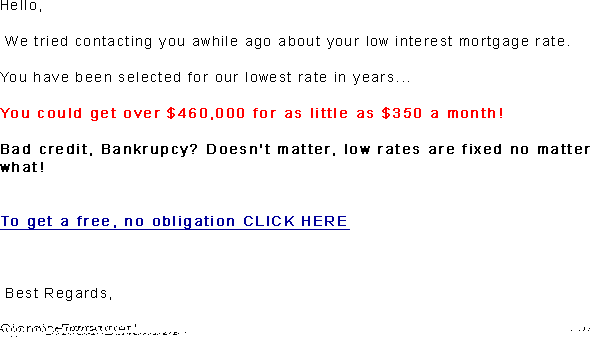 Hello,
We tried contacting you awhile ago about your low interest mortgage rate.
You have been selected for our lowest rate in years...
You could get over $460,000 for as little as $350 a month!
Bad credit, Bankrupcy? Doesn't matter, low rates are fixed no matter
what!
To get a free, no obligation CLICK HERE
Best Regards,